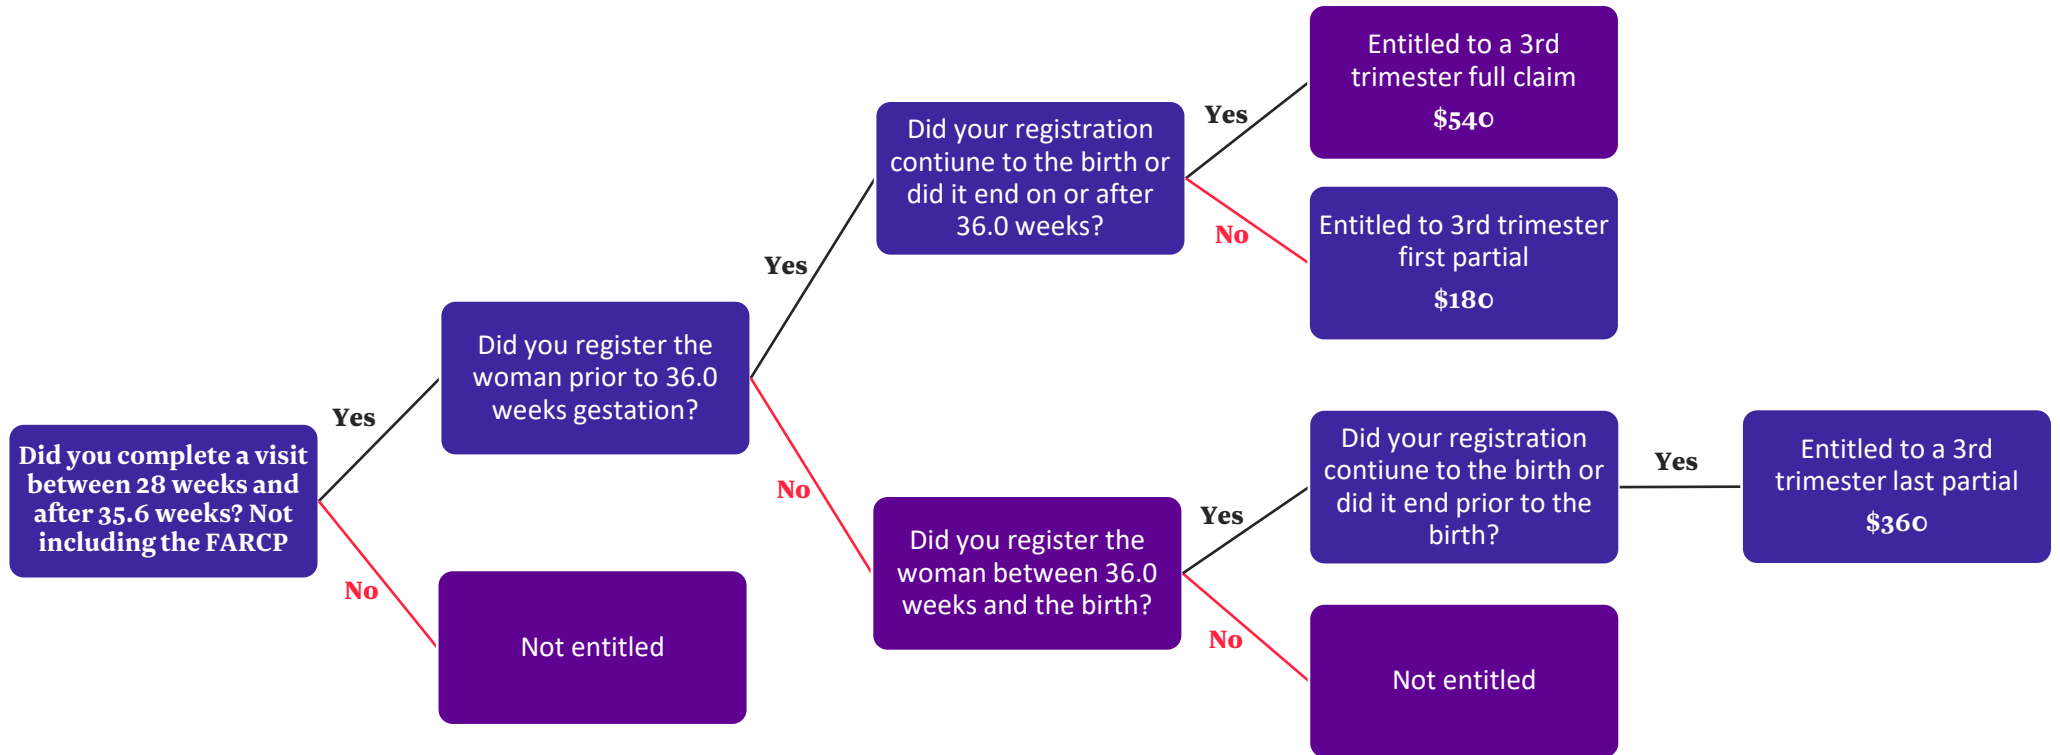 Did you complete a visit
between 28 weeks and
after 35.6 weeks? Not
including the FARCP
Yes
No
Did you register the
woman prior to 36.0
weeks gestation?
Not entitled
Yes
No
Did your registration
contiune to the birth or
did it end on or after
36.0 weeks?
Yes
No
Entitled to a 3rd
trimester full claim
$540
Entitled to 3rd trimester
first partial
$180
Did you register the
woman between 36.0
weeks and the birth?
Yes
No
Did your registration
contiune to the birth or
did it end prior to the
birth?
Yes
Entitled to a 3rd
trimester last partial
$360
Not entitled